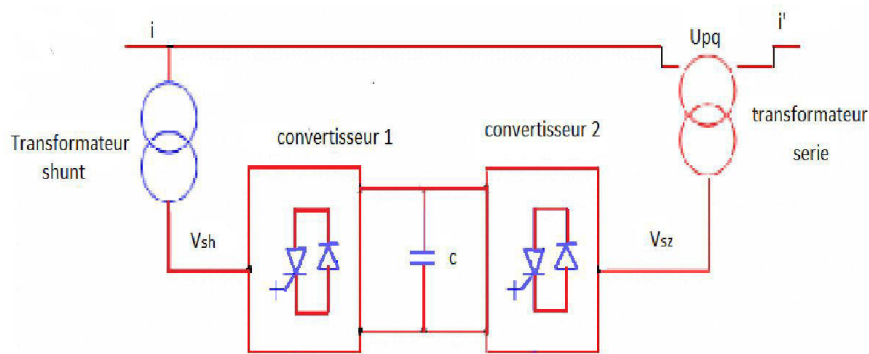 i
Upq
i'
Transformateur
shunt
convertisseur 1
convertisseur 2
transformateur
serie
Vsh
c
Vsz